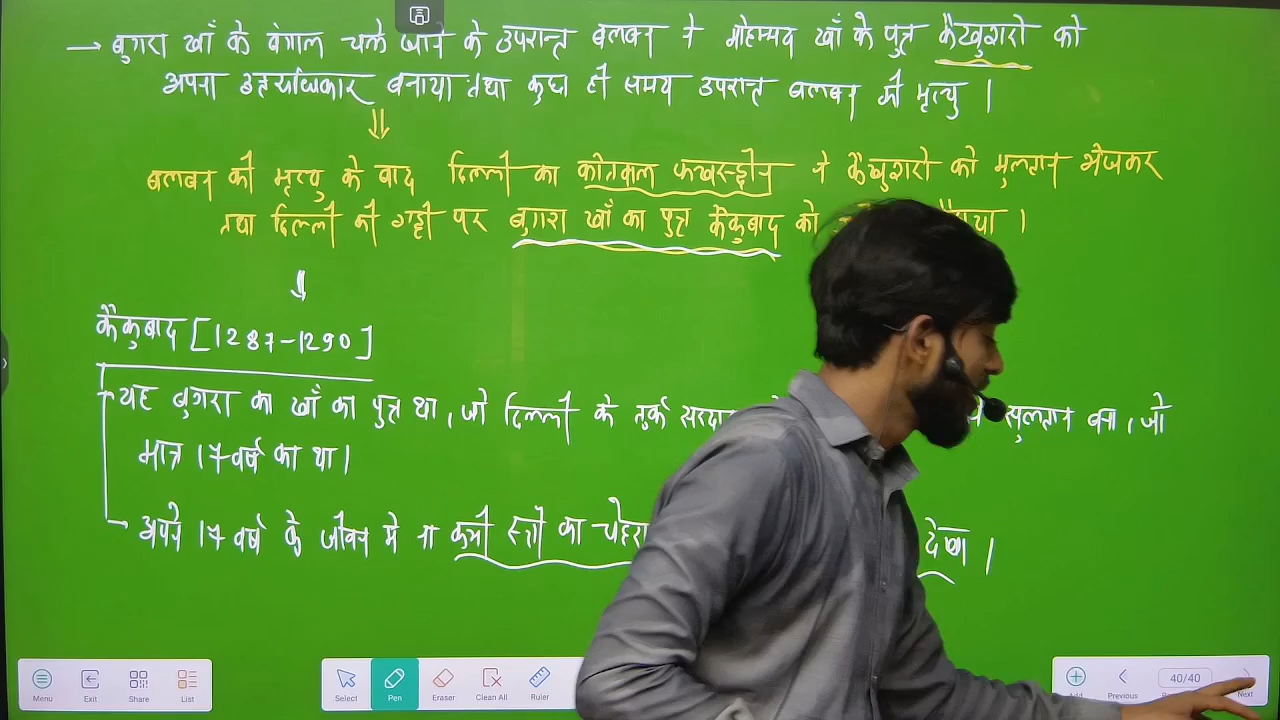 → बुगरा खाँ के बंगाल चले जाने के उपरान्त बलबन ने मोहम्मद खाँ के पुत्र कैखुशरो को
अपना उत्तराधिकार बनाया तथा कुछ ही समय उपरान्त बलबन की मृत्यु ।
बलबन की मृत्यु के बाद दिल्ली का कोतवाल फखरुद्दीन ने कैखुशरो को मुल्तान भेजकर
तथा दिल्ली की गद्दी पर बुगरा खाँ का पुत्र कैकुबाद को
कैकुबाद [1287-1290]
यह बुगरा का खाँ का पुत्र था, जो दिल्ली के तुर्क सरदा सुल्तान बना, जो
मात्र 17 वर्ष का था।
अपने 17 वर्ष के जीवन मे ना कभी स्त्री का चेहरा देखा ।
Menu Exit Share List Select Pen Eraser Clean All Ruler Previous 40/40 Next